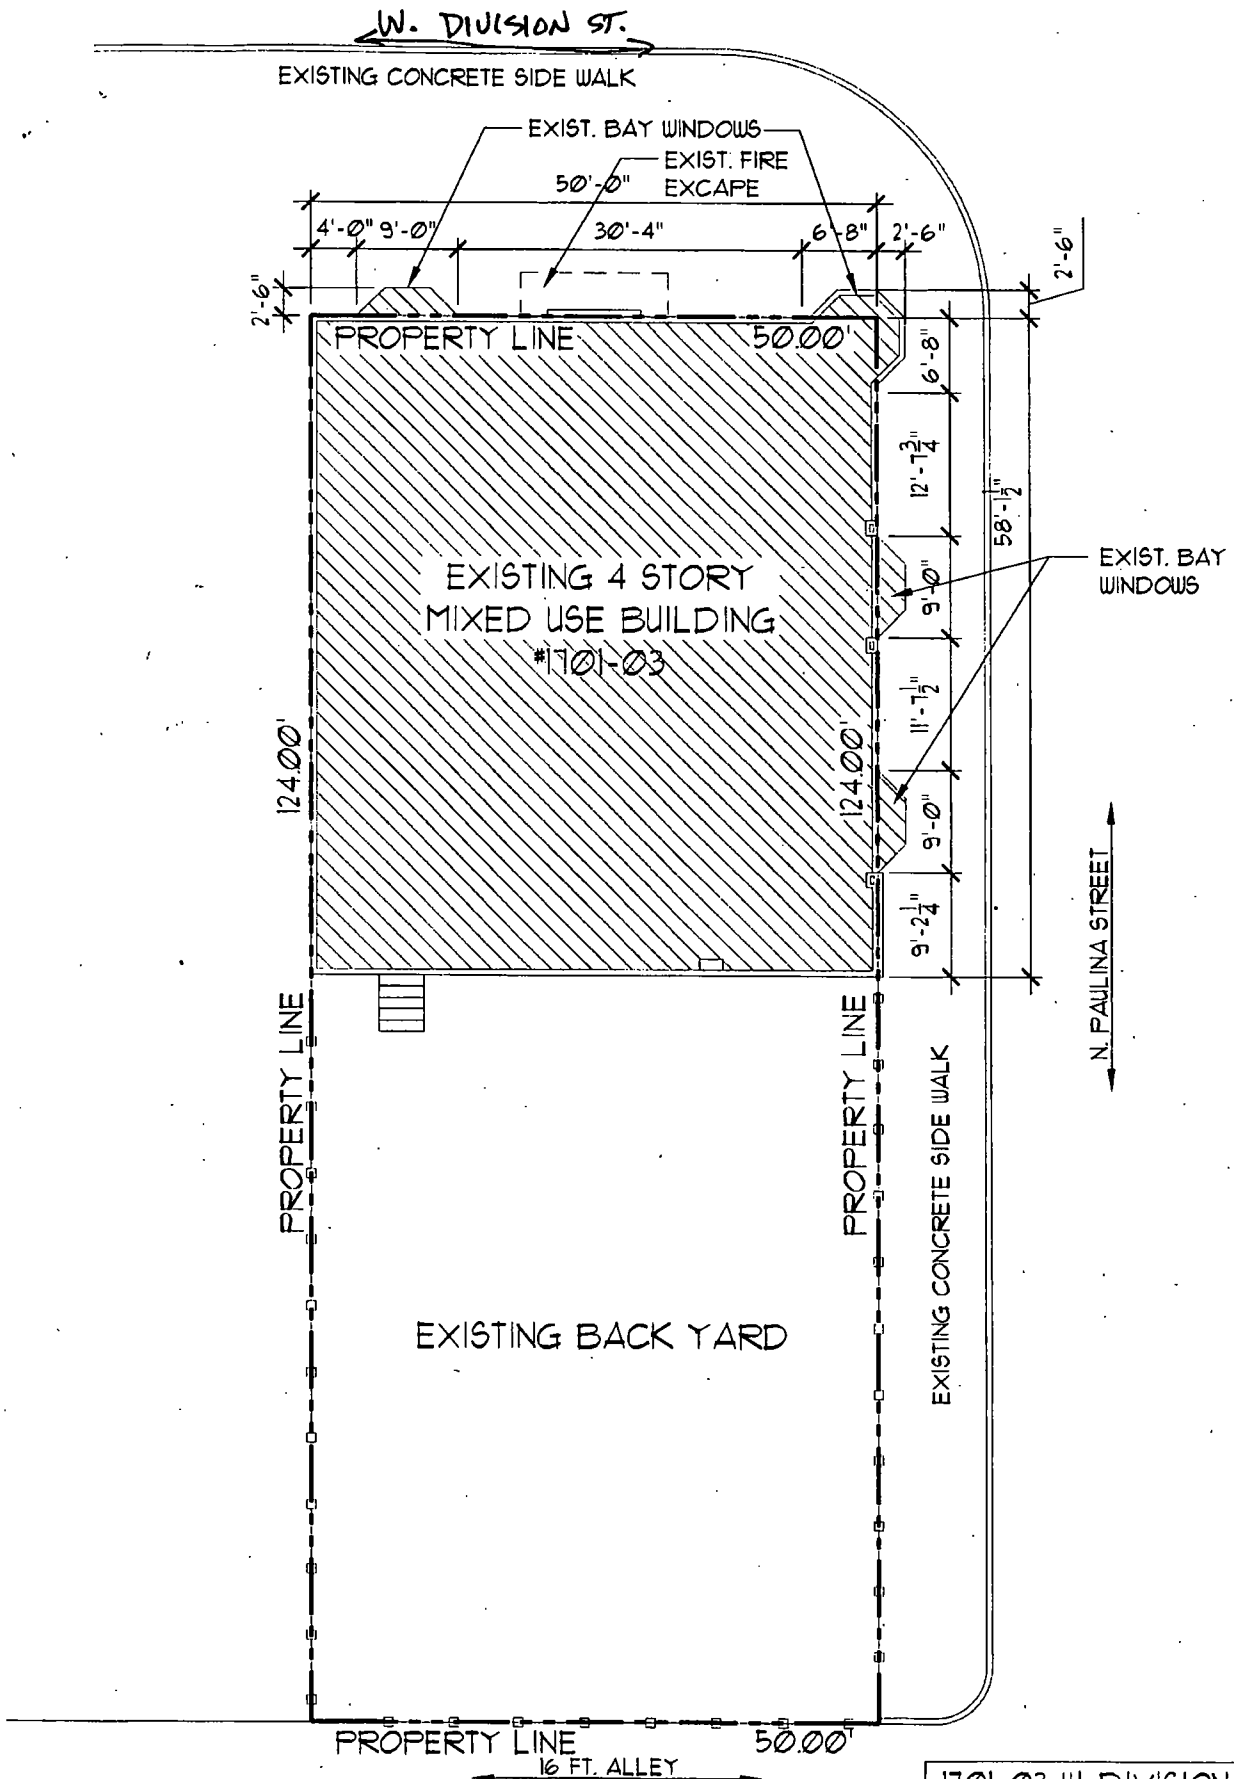 W. DIVISION ST.
EXISTING CONCRETE SIDE WALK
EXIST. BAY WINDOWS
EXIST. FIRE
EXCAPE
50'-0"
4'-0" 9'-0" 30'-4" 6'-8" 2'-6"
2'-6"
2'-6"
PROPERTY LINE 50.00'
6'-8"
12'-7 3/4"
58'-1 1/2"
EXISTING 4 STORY
MIXED USE BUILDING
#1701-03
9'-0"
EXIST. BAY
WINDOWS
11'-7 1/2"
124.00'
124.00'
9'-0"
9'-2 1/4"
N. PAULINA STREET
PROPERTY LINE
PROPERTY LINE
EXISTING CONCRETE SIDE WALK
EXISTING BACK YARD
PROPERTY LINE 50.00'
16 FT. ALLEY
1701-03 W. DIVISION